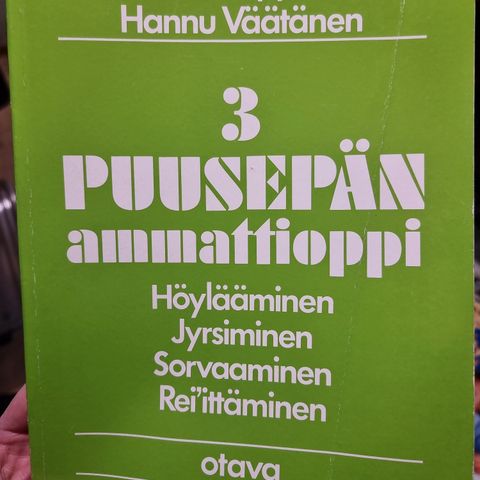 Hannu Väätänen
3
PUUSEPÄN
ammattioppi
Höylääminen
Jyrsiminen
Sorvaaminen
Rei'ittäminen
otava